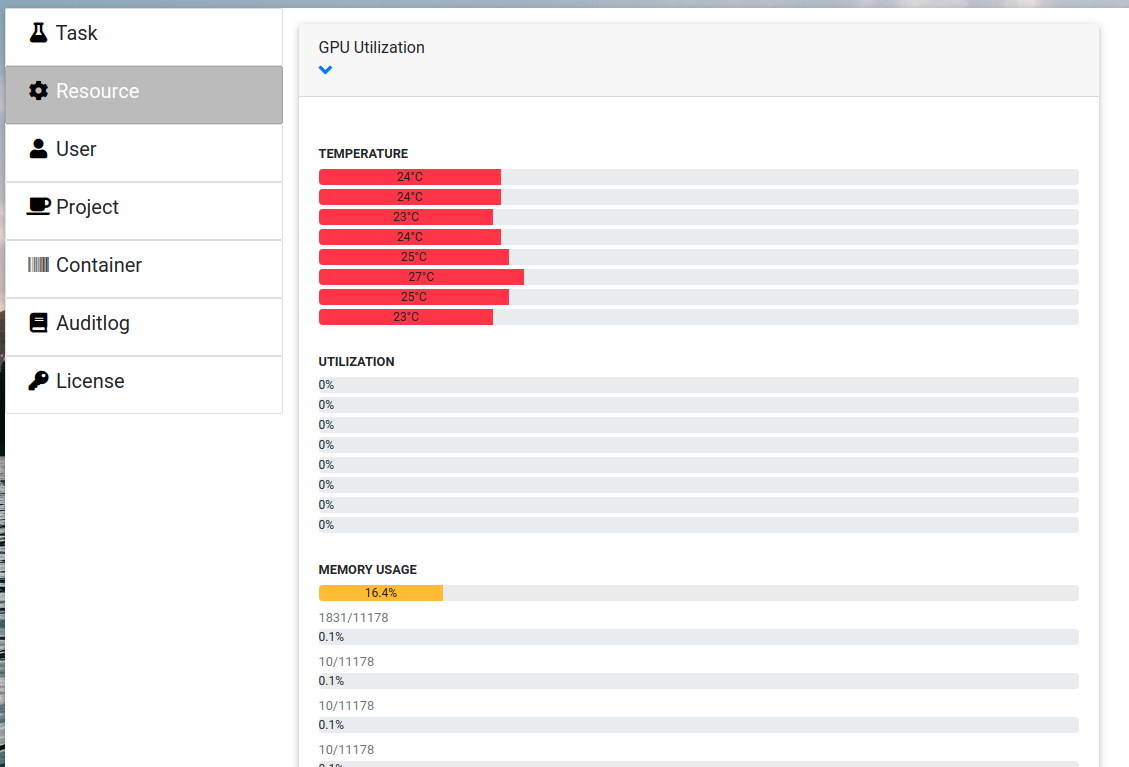 Task
Resource
User
Project
Container
Auditlog
License
GPU Utilization
TEMPERATURE
24°C
24°C
23°C
24°C
25°C
27°C
25°C
23°C
UTILIZATION
0%
0%
0%
0%
0%
0%
0%
0%
MEMORY USAGE
16.4%
1831/11178
0.1%
10/11178
0.1%
10/11178
0.1%
10/11178
0.1%